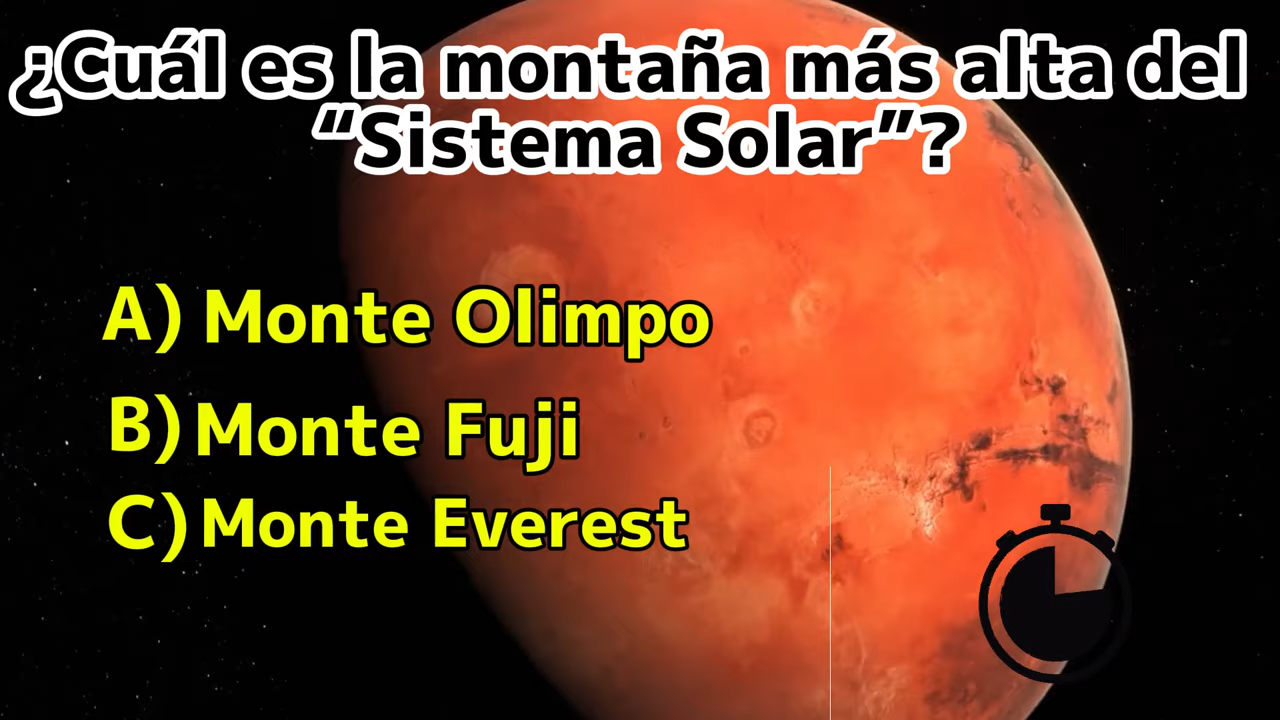 ¿Cuál es la montaña más alta del
"Sistema Solar"?
A) Monte Olimpo
B) Monte Fuji
C) Monte Everest